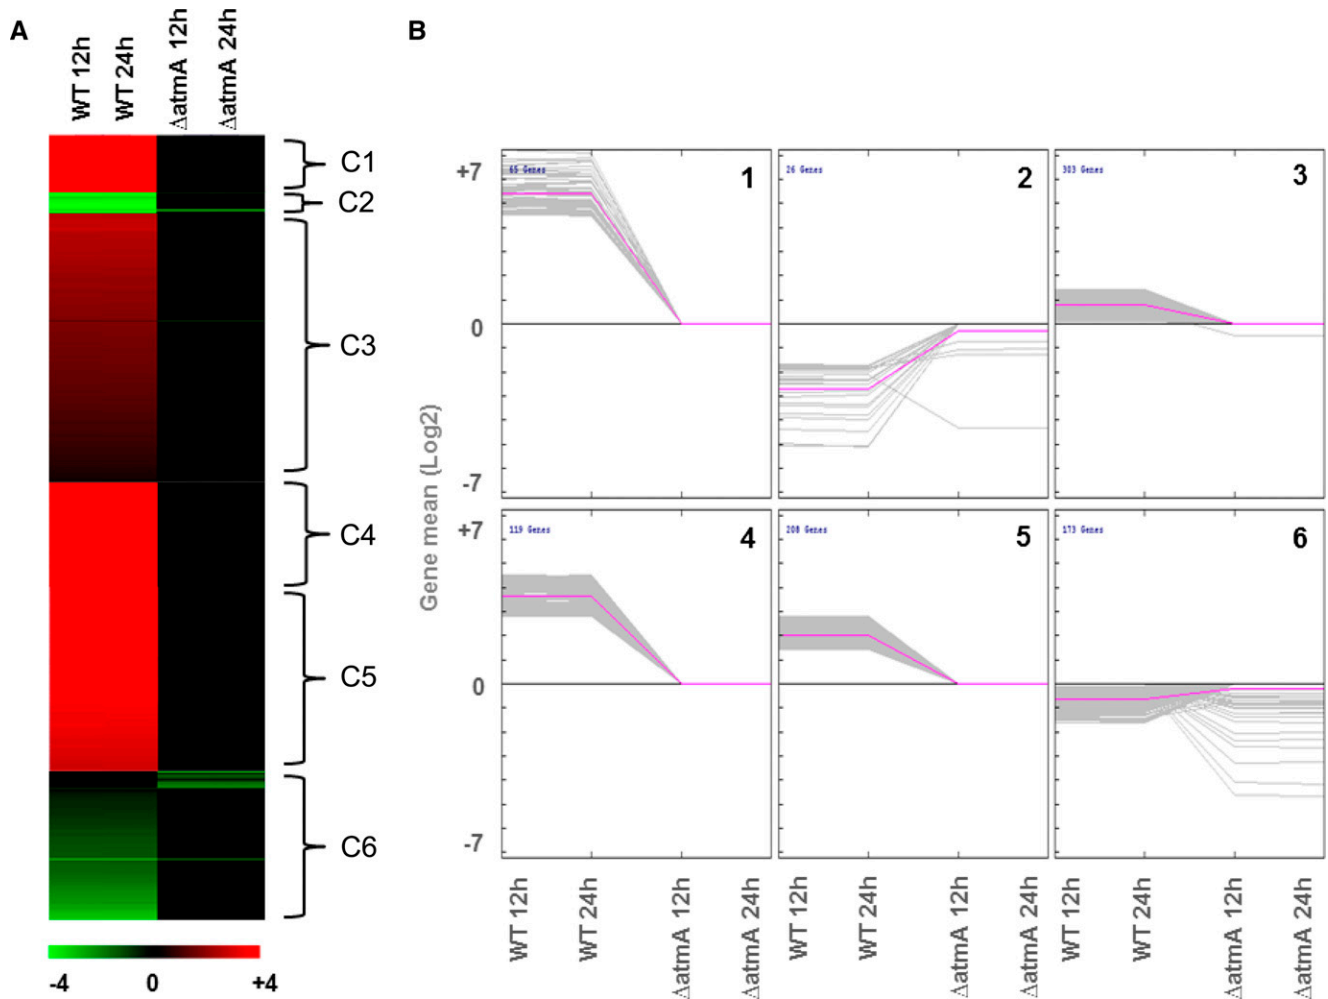 A
WT 12h
WT 24h
ΔatmA 12h
ΔatmA 24h
C1
C2
C3
C4
C5
C6
-4
0
+4
B
Gene mean (Log2)
+7
0
-7
+7
0
-7
65 Genes
1
26 Genes
2
303 Genes
3
119 Genes
4
208 Genes
5
173 Genes
6
WT 12h
WT 24h
ΔatmA 12h
ΔatmA 24h
WT 12h
WT 24h
ΔatmA 12h
ΔatmA 24h
WT 12h
WT 24h
ΔatmA 12h
ΔatmA 24h